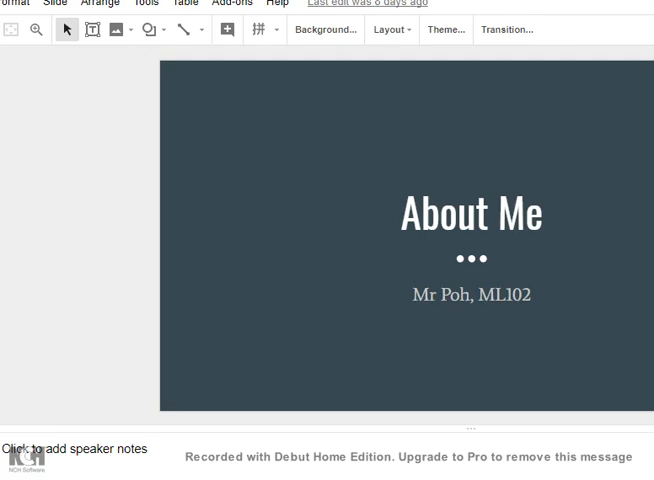 ormat Slide Arrange Tools Table Add-ons Help Last edit was 8 days ago
Background... Layout Theme... Transition...
About Me
Mr Poh, ML102
Click to add speaker notes
NCH
NCH Software
Recorded with Debut Home Edition. Upgrade to Pro to remove this message